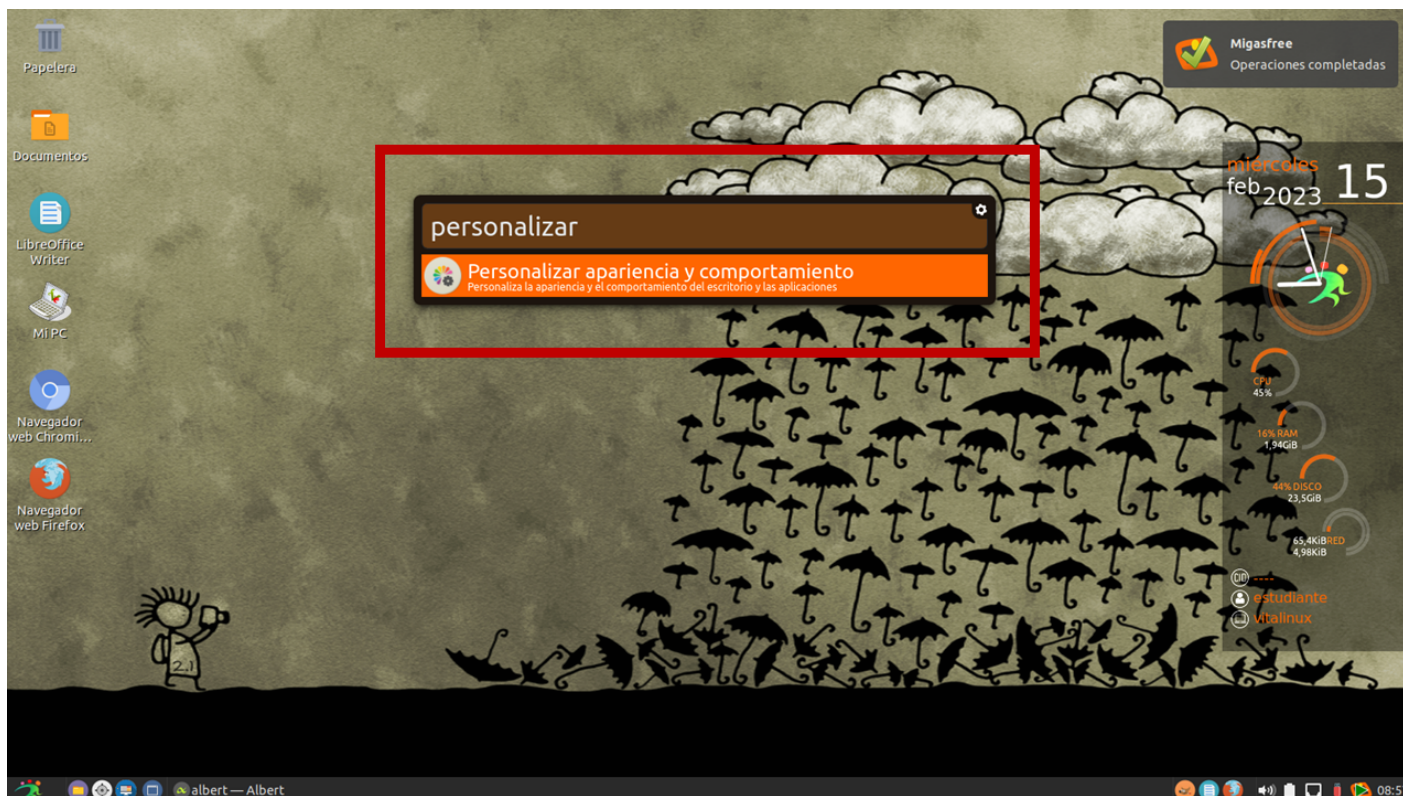 Papelera
Documentos
LibreOffice
Writer
Mi PC
Navegador
web Chromi...
Navegador
web Firefox
personalizar
Personalizar apariencia y comportamiento
Personaliza la apariencia y el comportamiento del escritorio y las aplicaciones
Migasfree
Operaciones completadas
miércoles
feb 2023 15
CPU
45%
16% RAM
1,94GiB
44% DISCO
23,5GiB
65,4KiB RED
4,98KiB
----
estudiante
vitalinux
2.1
albert — Albert
08:5